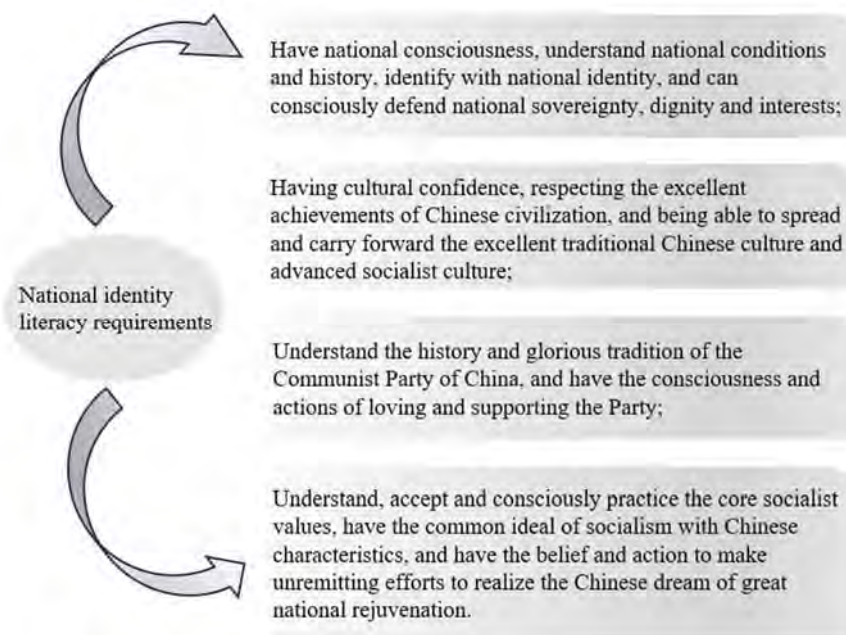 Have national consciousness, understand national conditions
and history, identify with national identity, and can
consciously defend national sovereignty, dignity and interests;
Having cultural confidence, respecting the excellent
achievements of Chinese civilization, and being able to spread
and carry forward the excellent traditional Chinese culture and
advanced socialist culture;
National identity
literacy requirements
Understand the history and glorious tradition of the
Communist Party of China, and have the consciousness and
actions of loving and supporting the Party;
Understand, accept and consciously practice the core socialist
values, have the common ideal of socialism with Chinese
characteristics, and have the belief and action to make
unremitting efforts to realize the Chinese dream of great
national rejuvenation.